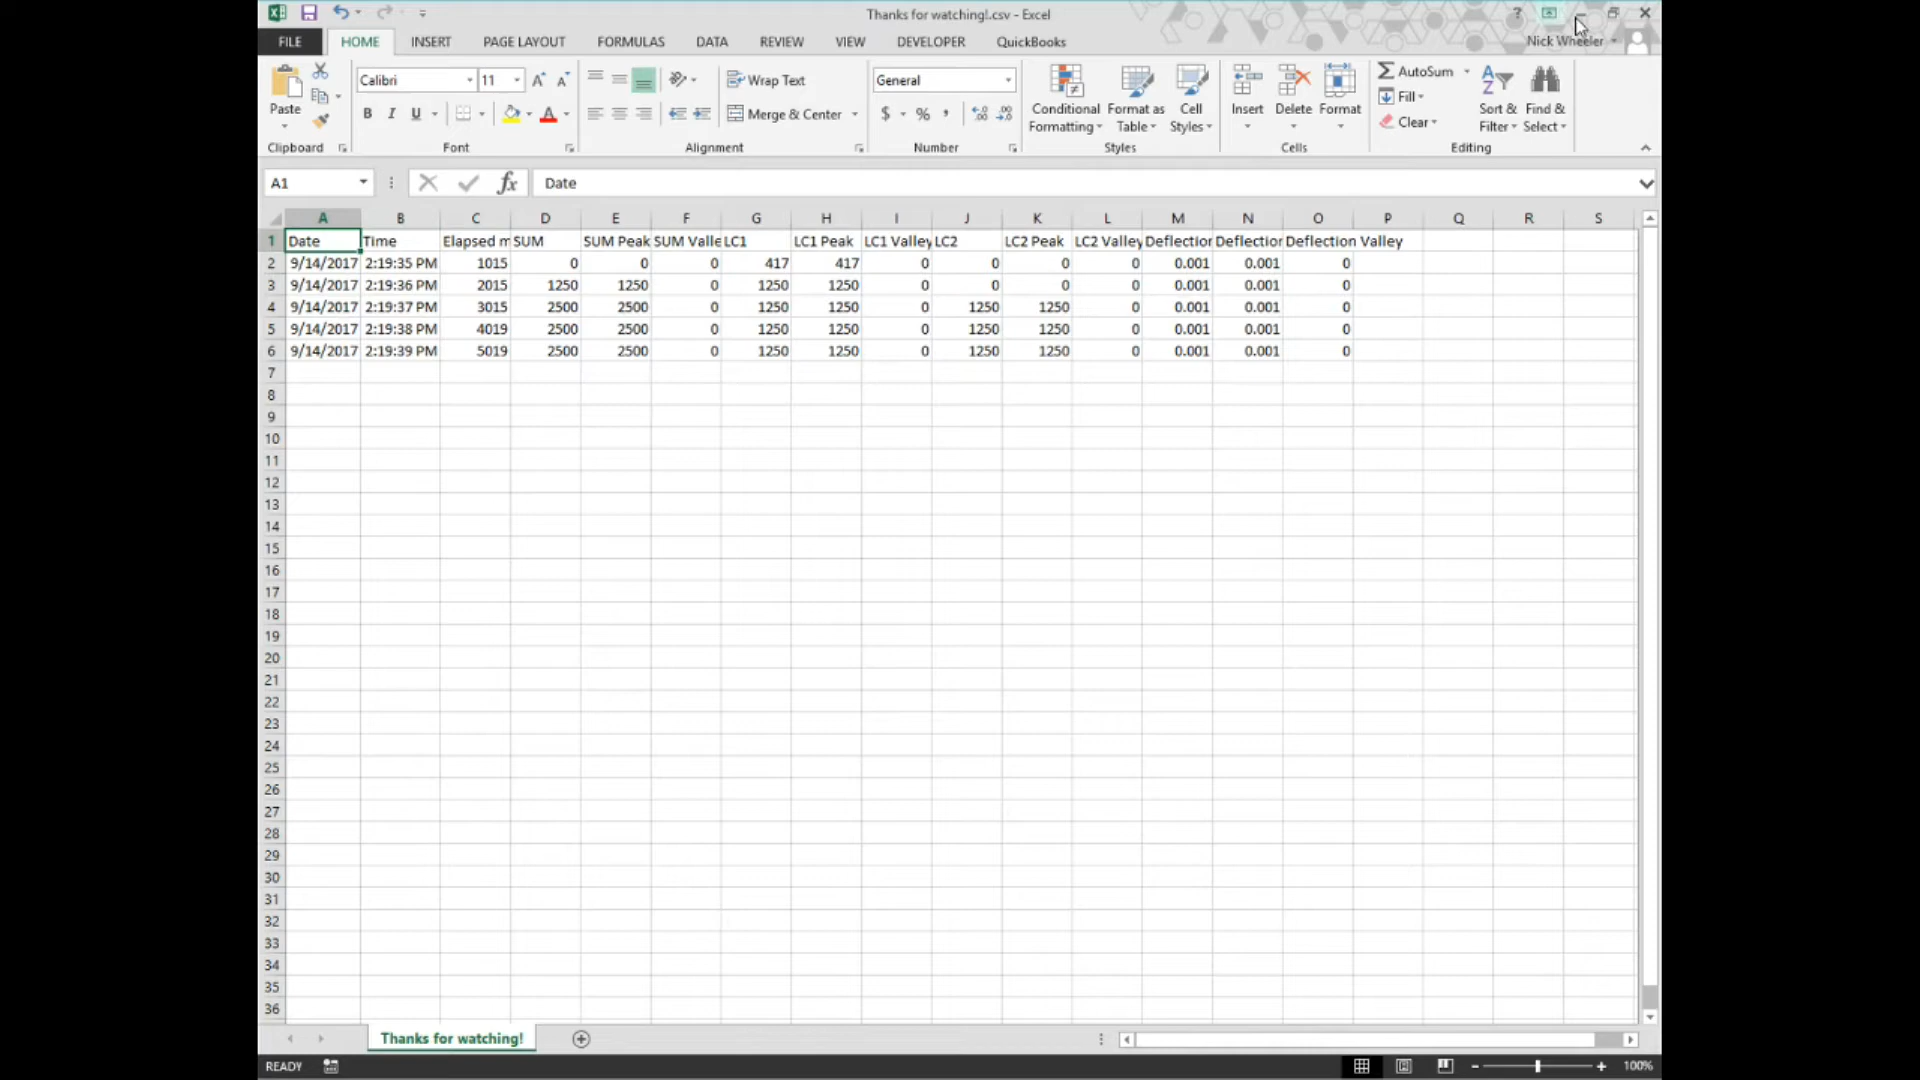 Thanks for watching!.csv - Excel
?
Nick Wheeler
FILE HOME INSERT PAGE LAYOUT FORMULAS DATA REVIEW VIEW DEVELOPER QuickBooks
Paste
Calibri 11
B I U A
Wrap Text
Merge & Center
General
$ % ,
Conditional Formatting
Format as Table
Cell Styles
Insert
Delete
Format
AutoSum
Fill
Clear
Sort & Filter
Find & Select
Clipboard Font Alignment Number Styles Cells Editing
A1 fx Date
A B C D E F G H I J K L M N O P Q R S
1 Date Time Elapsed m SUM SUM Peak SUM Valle LC1 LC1 Peak LC1 Valley LC2 LC2 Peak LC2 Valley Deflection Deflection Deflection Valley
2 9/14/2017 2:19:35 PM 1015 0 0 0 417 417 0 0 0 0 0.001 0.001 0
3 9/14/2017 2:19:36 PM 2015 1250 1250 0 1250 1250 0 0 0 0 0.001 0.001 0
4 9/14/2017 2:19:37 PM 3015 2500 2500 0 1250 1250 0 1250 1250 0 0.001 0.001 0
5 9/14/2017 2:19:38 PM 4019 2500 2500 0 1250 1250 0 1250 1250 0 0.001 0.001 0
6 9/14/2017 2:19:39 PM 5019 2500 2500 0 1250 1250 0 1250 1250 0 0.001 0.001 0
7
8
9
10
11
12
13
14
15
16
17
18
19
20
21
22
23
24
25
26
27
28
29
30
31
32
33
34
35
36
Thanks for watching!
READY 100%